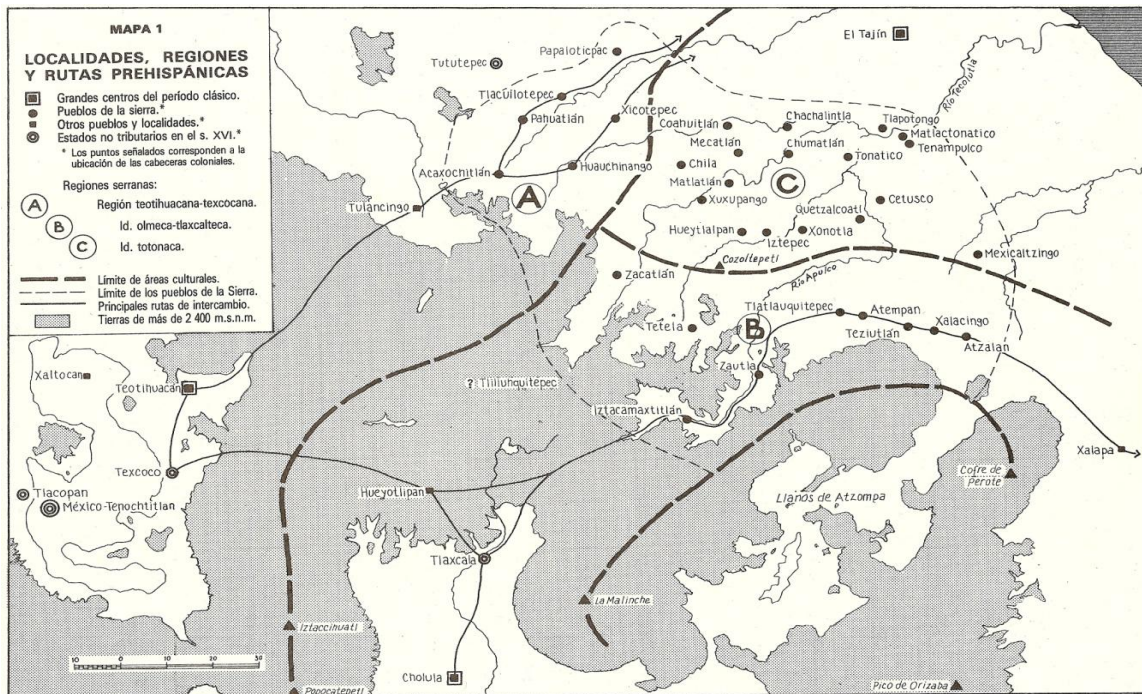 MAPA 1
LOCALIDADES, REGIONES
Y RUTAS PREHISPÁNICAS
Grandes centros del período clásico.
Pueblos de la sierra.*
Otros pueblos y localidades.*
Estados no tributarios en el s. XVI.*
* Los puntos señalados corresponden a la
ubicación de las cabeceras coloniales.
Regiones serranas:
A Región teotihuacana-texcocana.
B Id. olmeca-tlaxcalteca.
C Id. totonaca.
Límite de áreas culturales.
Límite de los pueblos de la Sierra.
Principales rutas de intercambio.
Tierras de más de 2 400 m.s.n.m.
El Tajín
Papaloticpac
Tututepec
Tlacuilotepec
Xicotepec
Pahuatlán
Coahuitlán
Chachalintla
Tlapotongo
Río Tecolutla
Matlactonatico
Tenampulco
Mecatlán
Chumatlán
Tonatico
Huauchinango
Chila
Acaxochitlán
A
C
Matlatlán
Tulancingo
Xuxupango
Quetzalcoatl
Cetusco
Hueytlalpan
Iztepec
Xonotla
Cozoltepetl
Mexicaltzingo
Zacatlán
Río Apulco
Tlatlauquitepec
Atempan
Xalacingo
Tetela
B
Teziutlán
Atzalan
Xaltocan
Teotihuacán
? Tliliuhquitepec
Zautla
Iztacamaxtitlán
Xalapa
Texcoco
Cofre de
Perote
Tlacopan
México-Tenochtitlan
Hueyotlipan
Llanos de Atzompa
Tlaxcala
La Malinche
Iztaccihuatl
10 0 10 20 30
Cholula
Popocatepetl
Pico de Orizaba